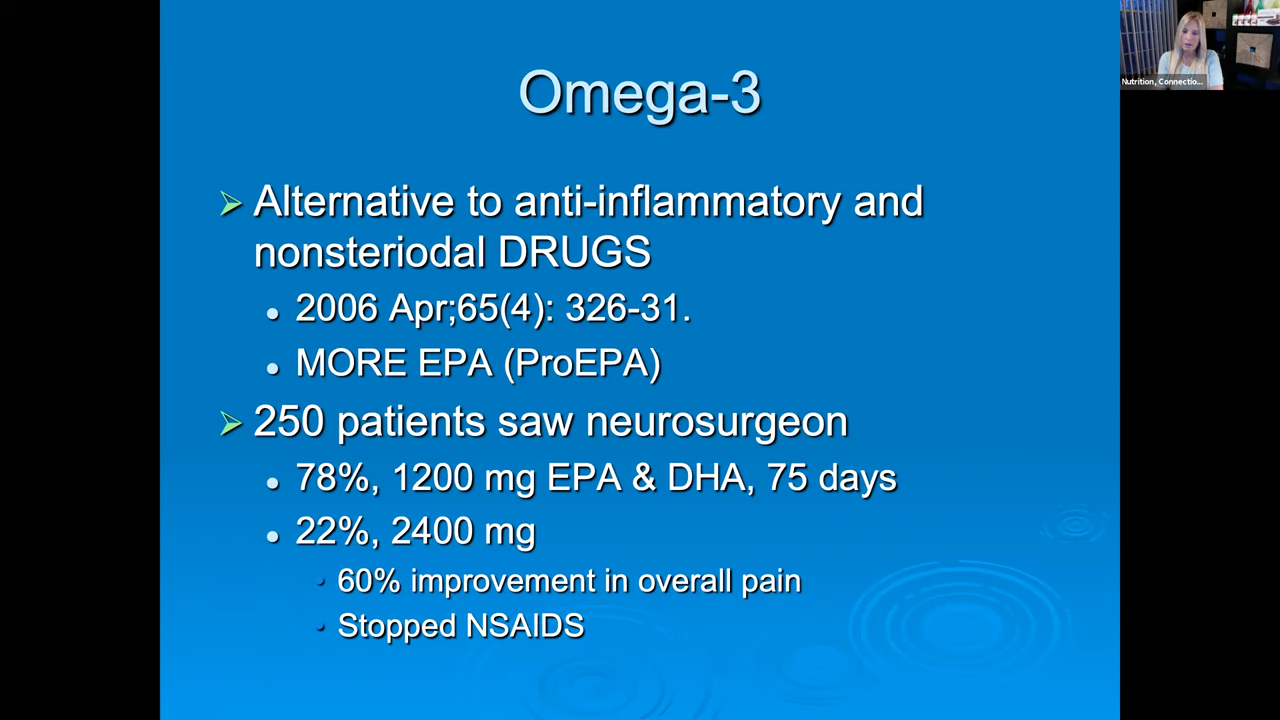 Omega-3
Alternative to anti-inflammatory and
nonsteriodal DRUGS
2006 Apr;65(4): 326-31.
MORE EPA (ProEPA)
250 patients saw neurosurgeon
78%, 1200 mg EPA & DHA, 75 days
22%, 2400 mg
60% improvement in overall pain
Stopped NSAIDS
Nutrition, Connectio...